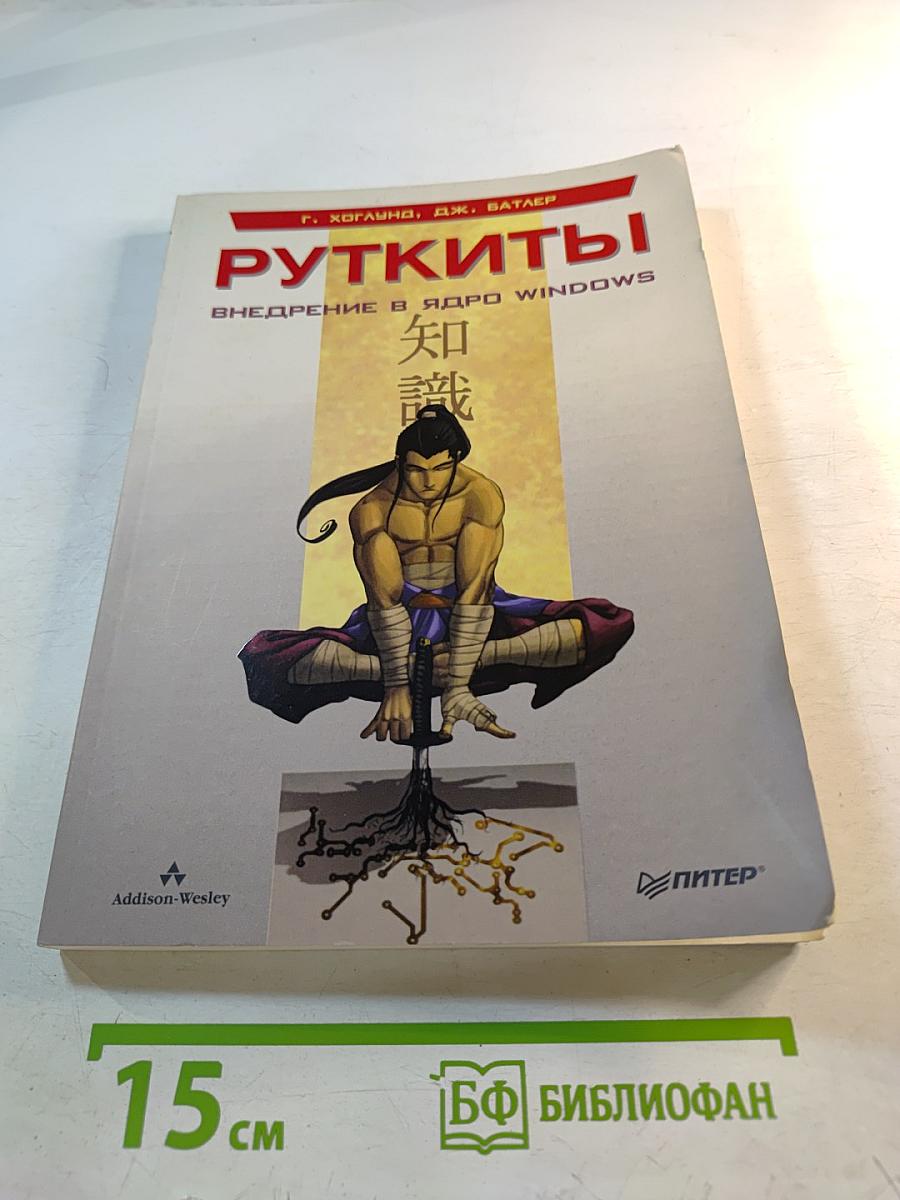 Г. ХОГЛУНД, ДЖ. БАТЛЕР
РУТКИТЫ
ВНЕДРЕНИЕ В ЯДРО WINDOWS
知
識
Addison-Wesley
ПИТЕР®
15 см
БФ БИБЛИОФАН